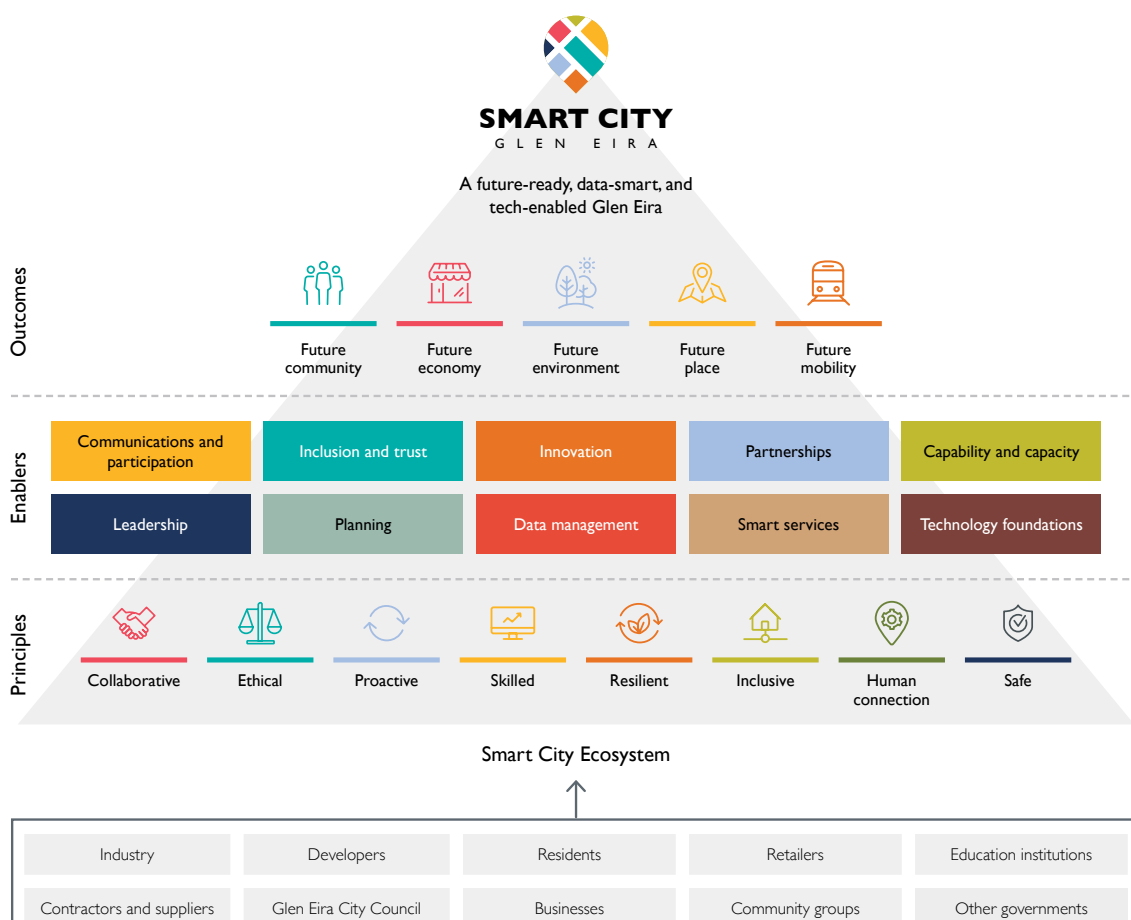 SMART CITY
GLEN EIRA
A future-ready, data-smart, and
tech-enabled Glen Eira
Outcomes
Future
community
Future
economy
Future
environment
Future
place
Future
mobility
Enablers
Communications and
participation
Inclusion and trust
Innovation
Partnerships
Capability and capacity
Leadership
Planning
Data management
Smart services
Technology foundations
Principles
Collaborative
Ethical
Proactive
Skilled
Resilient
Inclusive
Human
connection
Safe
Smart City Ecosystem
Industry
Developers
Residents
Retailers
Education institutions
Contractors and suppliers
Glen Eira City Council
Businesses
Community groups
Other governments